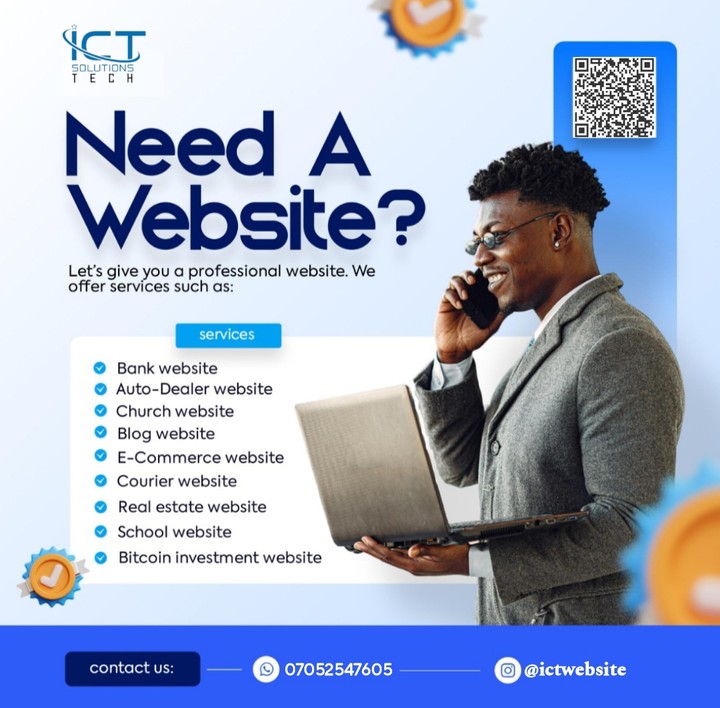 ICT
SOLUTIONS
TECH
Need A
Website?
Let's give you a professional website. We
offer services such as:
services
Bank website
Auto-Dealer website
Church website
Blog website
E-Commerce website
Courier website
Real estate website
School website
Bitcoin investment website
contact us:
07052547605
@ictwebsite